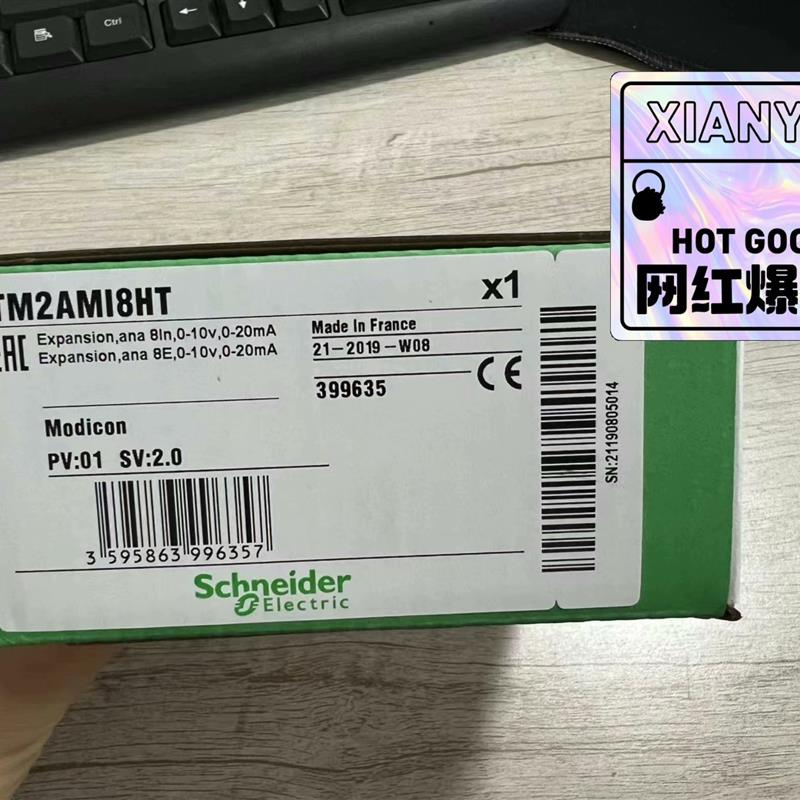 Ctrl
XIANY
HOT GOO
网红爆
TM2AMI8HT
x1
EAC
Expansion,ana 8In,0-10v,0-20mA
Expansion,ana 8E,0-10v,0-20mA
Made In France
21-2019-W08
399635
CE
Modicon
PV:01 SV:2.0
3 595863 996357
SN:21190805014
Schneider
Electric